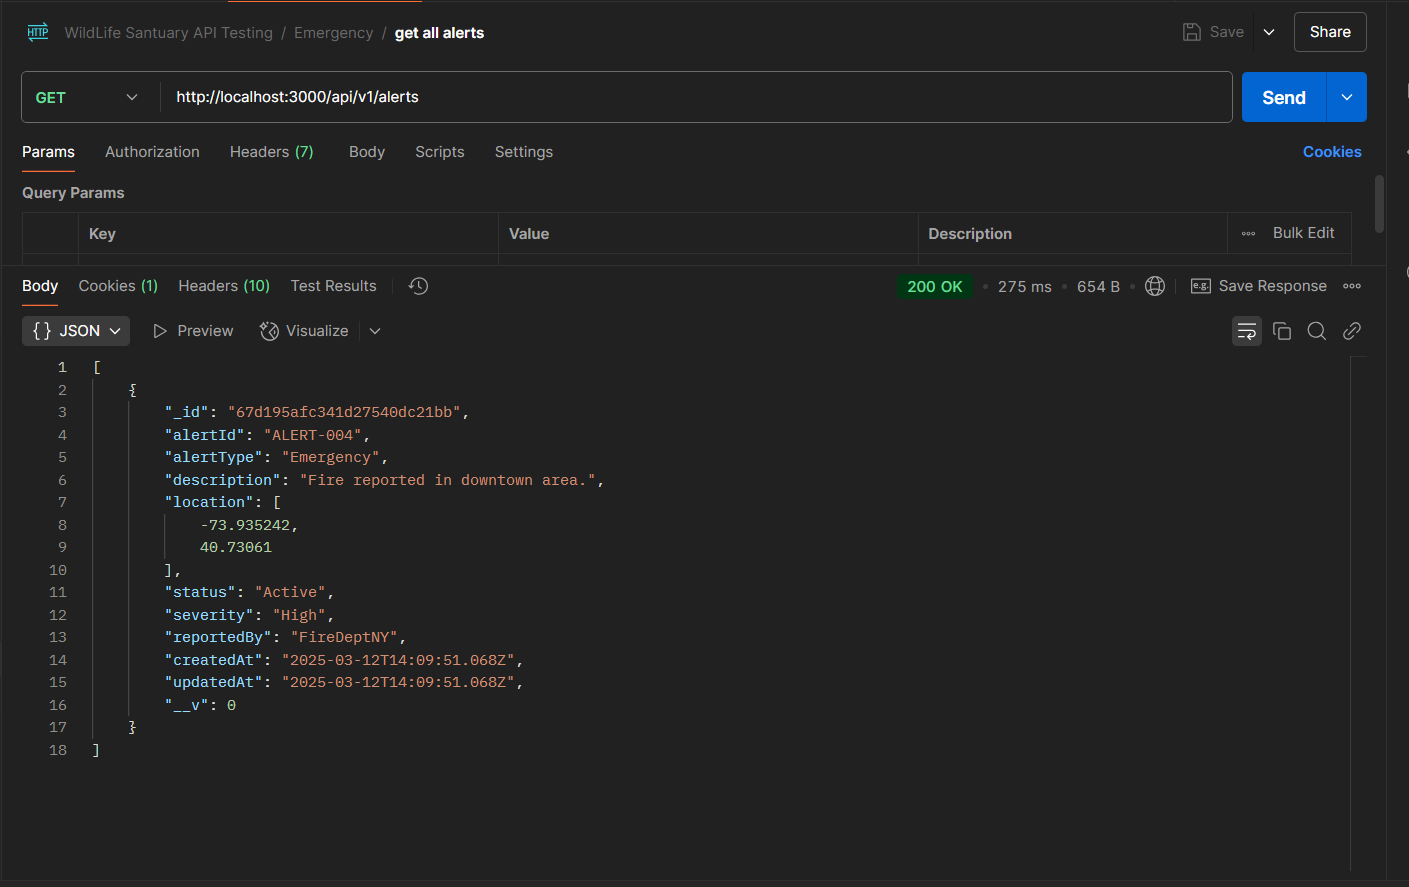 HTTP WildLife Santuary API Testing / Emergency / get all alerts Save Share
GET http://localhost:3000/api/v1/alerts Send
Params Authorization Headers (7) Body Scripts Settings Cookies
Query Params
Key Value Description Bulk Edit
Body Cookies (1) Headers (10) Test Results 200 OK • 275 ms • 654 B • e.g. Save Response
{} JSON Preview Visualize
1 [
2 {
3 "_id": "67d195afc341d27540dc21bb",
4 "alertId": "ALERT-004",
5 "alertType": "Emergency",
6 "description": "Fire reported in downtown area.",
7 "location": [
8 -73.935242,
9 40.73061
10 ],
11 "status": "Active",
12 "severity": "High",
13 "reportedBy": "FireDeptNY",
14 "createdAt": "2025-03-12T14:09:51.068Z",
15 "updatedAt": "2025-03-12T14:09:51.068Z",
16 "__v": 0
17 }
18 ]